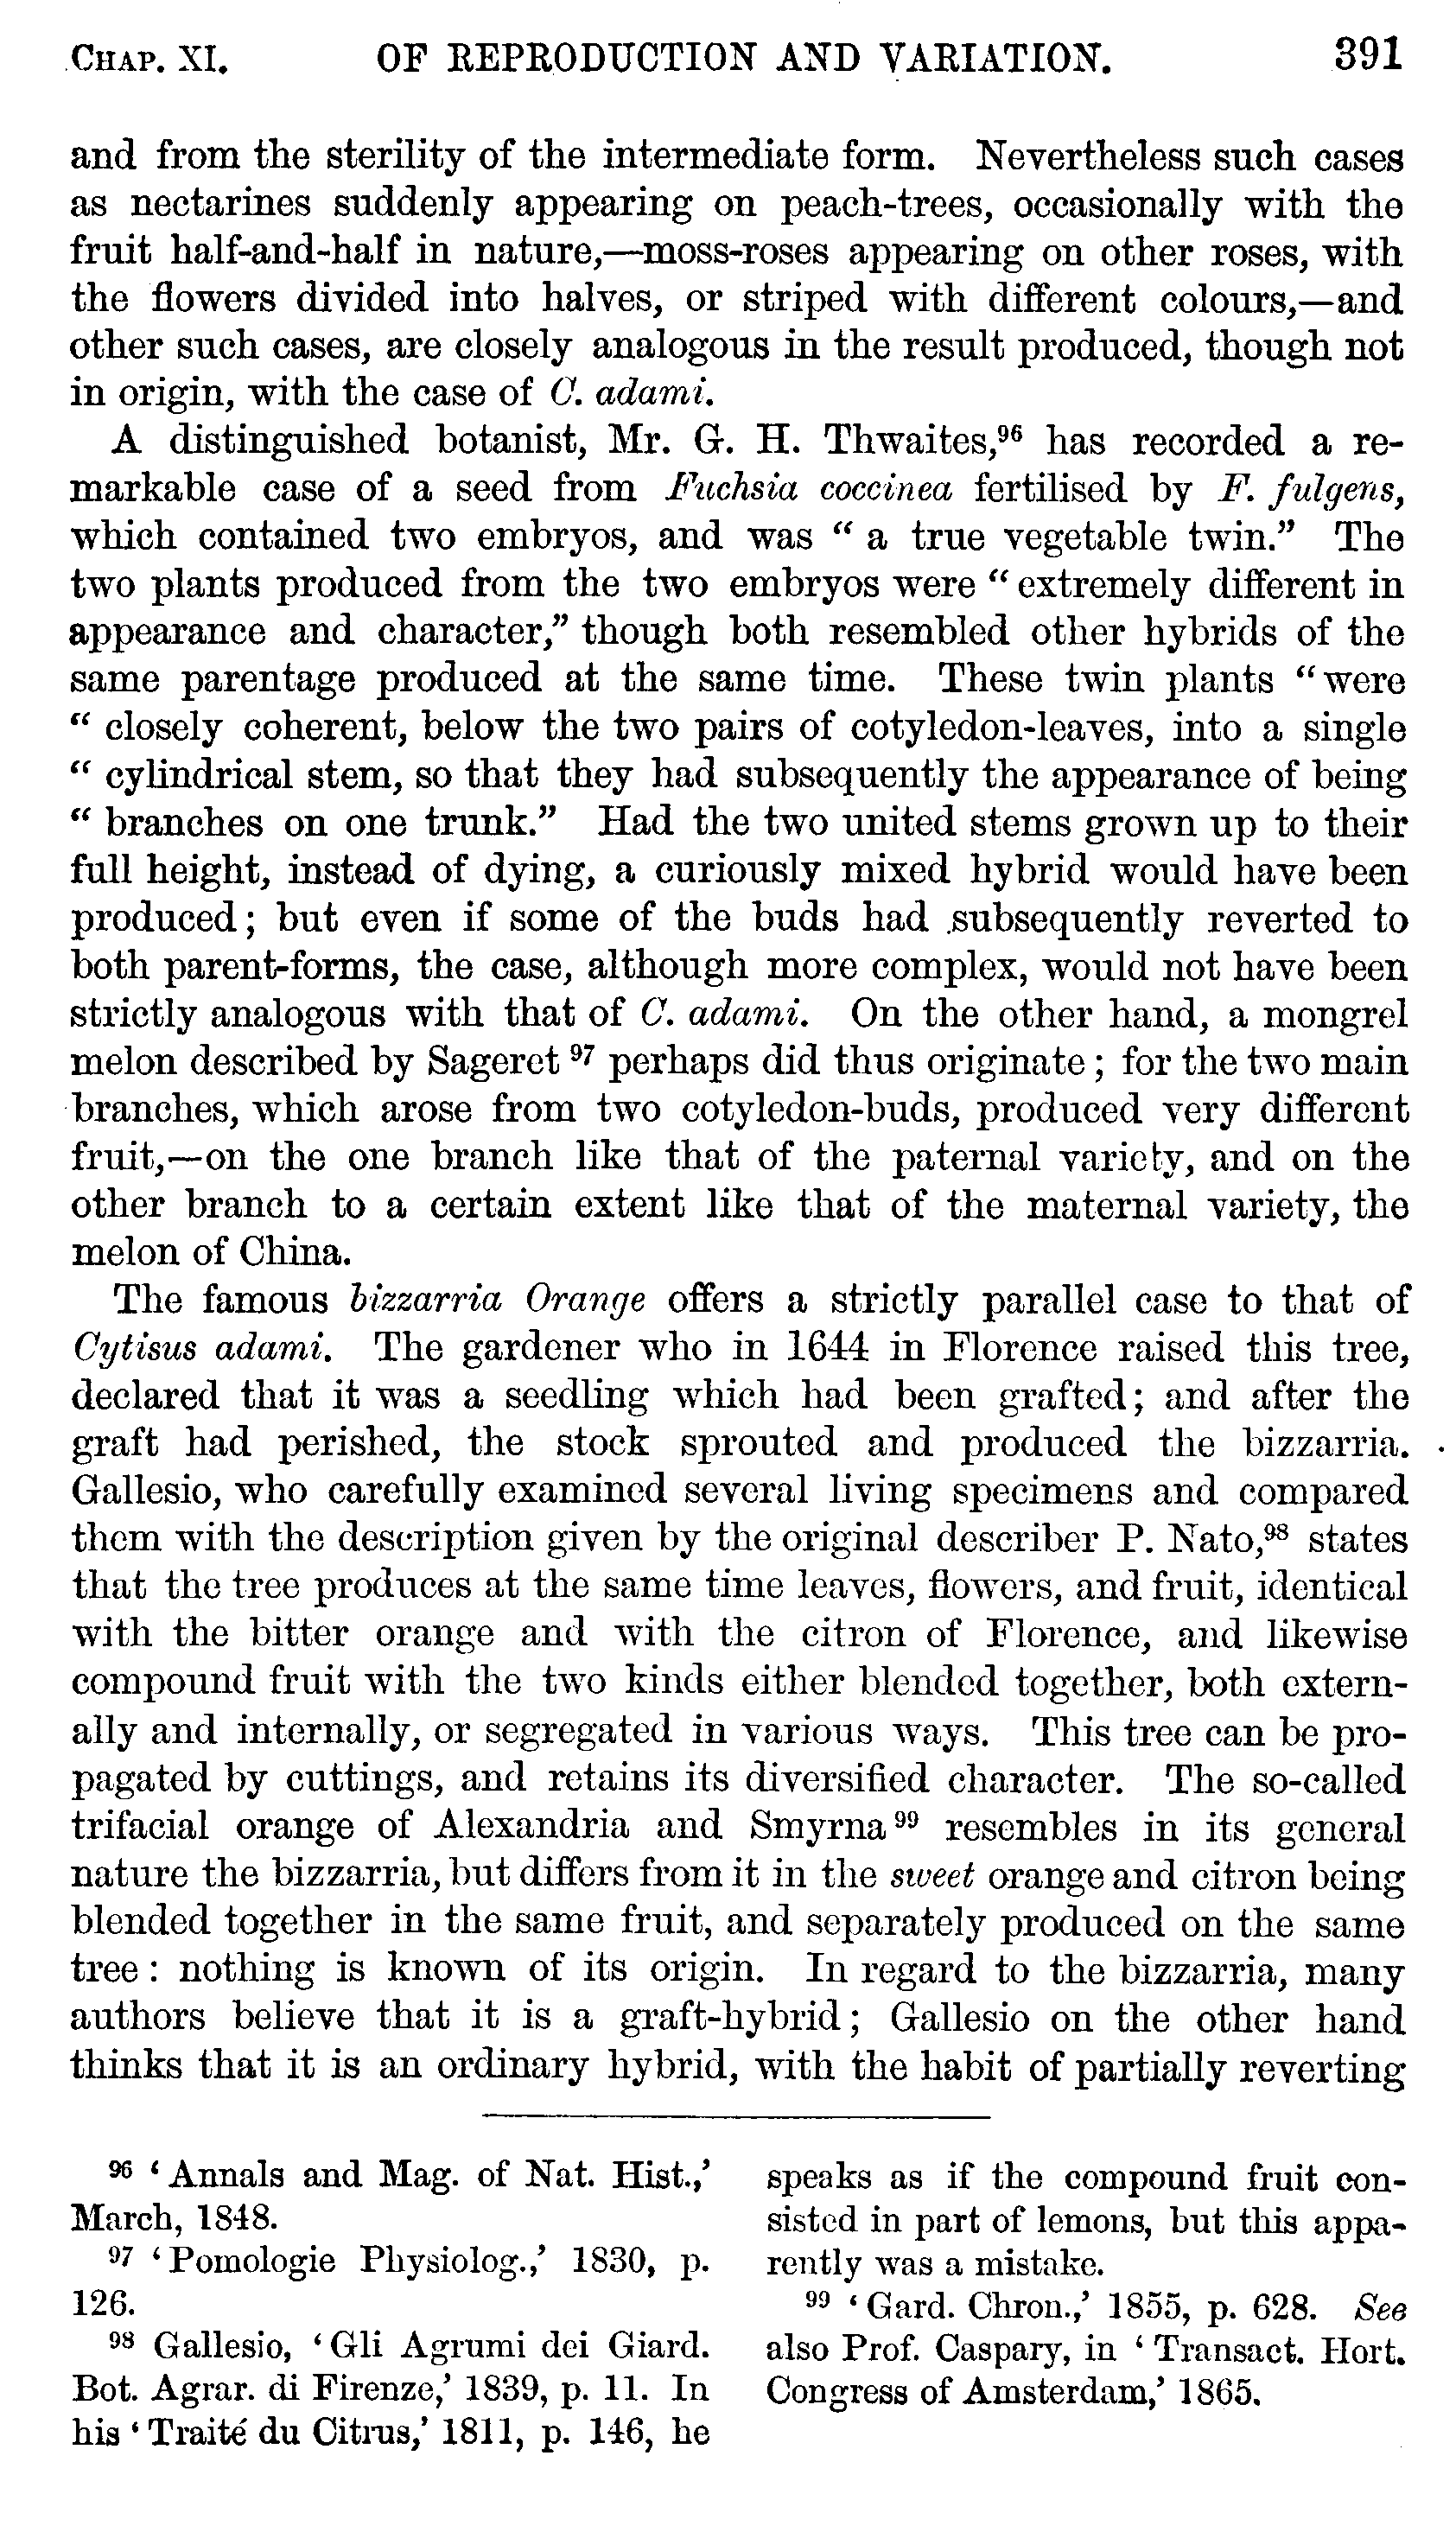 CHAP. XI. OF REPRODUCTION AND VARIATION. 391
and from the sterility of the intermediate form. Nevertheless such cases
as nectarines suddenly appearing on peach-trees, occasionally with the
fruit half-and-half in nature,—moss-roses appearing on other roses, with
the flowers divided into halves, or striped with different colours,—and
other such cases, are closely analogous in the result produced, though not
in origin, with the case of C. adami.
A distinguished botanist, Mr. G. H. Thwaites,⁹⁶ has recorded a re-
markable case of a seed from Fuchsia coccinea fertilised by F. fulgens,
which contained two embryos, and was “ a true vegetable twin.” The
two plants produced from the two embryos were “ extremely different in
appearance and character,” though both resembled other hybrids of the
same parentage produced at the same time. These twin plants “ were
“ closely coherent, below the two pairs of cotyledon-leaves, into a single
“ cylindrical stem, so that they had subsequently the appearance of being
“ branches on one trunk.” Had the two united stems grown up to their
full height, instead of dying, a curiously mixed hybrid would have been
produced; but even if some of the buds had subsequently reverted to
both parent-forms, the case, although more complex, would not have been
strictly analogous with that of C. adami. On the other hand, a mongrel
melon described by Sageret ⁹⁷ perhaps did thus originate; for the two main
branches, which arose from two cotyledon-buds, produced very different
fruit,—on the one branch like that of the paternal variety, and on the
other branch to a certain extent like that of the maternal variety, the
melon of China.
The famous bizzarria Orange offers a strictly parallel case to that of
Cytisus adami. The gardener who in 1644 in Florence raised this tree,
declared that it was a seedling which had been grafted; and after the
graft had perished, the stock sprouted and produced the bizzarria.
Gallesio, who carefully examined several living specimens and compared
them with the description given by the original describer P. Nato,⁹⁸ states
that the tree produces at the same time leaves, flowers, and fruit, identical
with the bitter orange and with the citron of Florence, and likewise
compound fruit with the two kinds either blended together, both extern-
ally and internally, or segregated in various ways. This tree can be pro-
pagated by cuttings, and retains its diversified character. The so-called
trifacial orange of Alexandria and Smyrna ⁹⁹ resembles in its general
nature the bizzarria, but differs from it in the sweet orange and citron being
blended together in the same fruit, and separately produced on the same
tree: nothing is known of its origin. In regard to the bizzarria, many
authors believe that it is a graft-hybrid; Gallesio on the other hand
thinks that it is an ordinary hybrid, with the habit of partially reverting
⁹⁶ ‘ Annals and Mag. of Nat. Hist.,’
March, 1848.
⁹⁷ ‘ Pomologie Physiolog.,’ 1830, p.
126.
⁹⁸ Gallesio, ‘ Gli Agrumi dei Giard.
Bot. Agrar. di Firenze,’ 1839, p. 11. In
his ‘ Traité du Citrus,’ 1811, p. 146, he
speaks as if the compound fruit con-
sisted in part of lemons, but this appa-
rently was a mistake.
⁹⁹ ‘ Gard. Chron.,’ 1855, p. 628. See
also Prof. Caspary, in ‘ Transact. Hort.
Congress of Amsterdam,’ 1865.